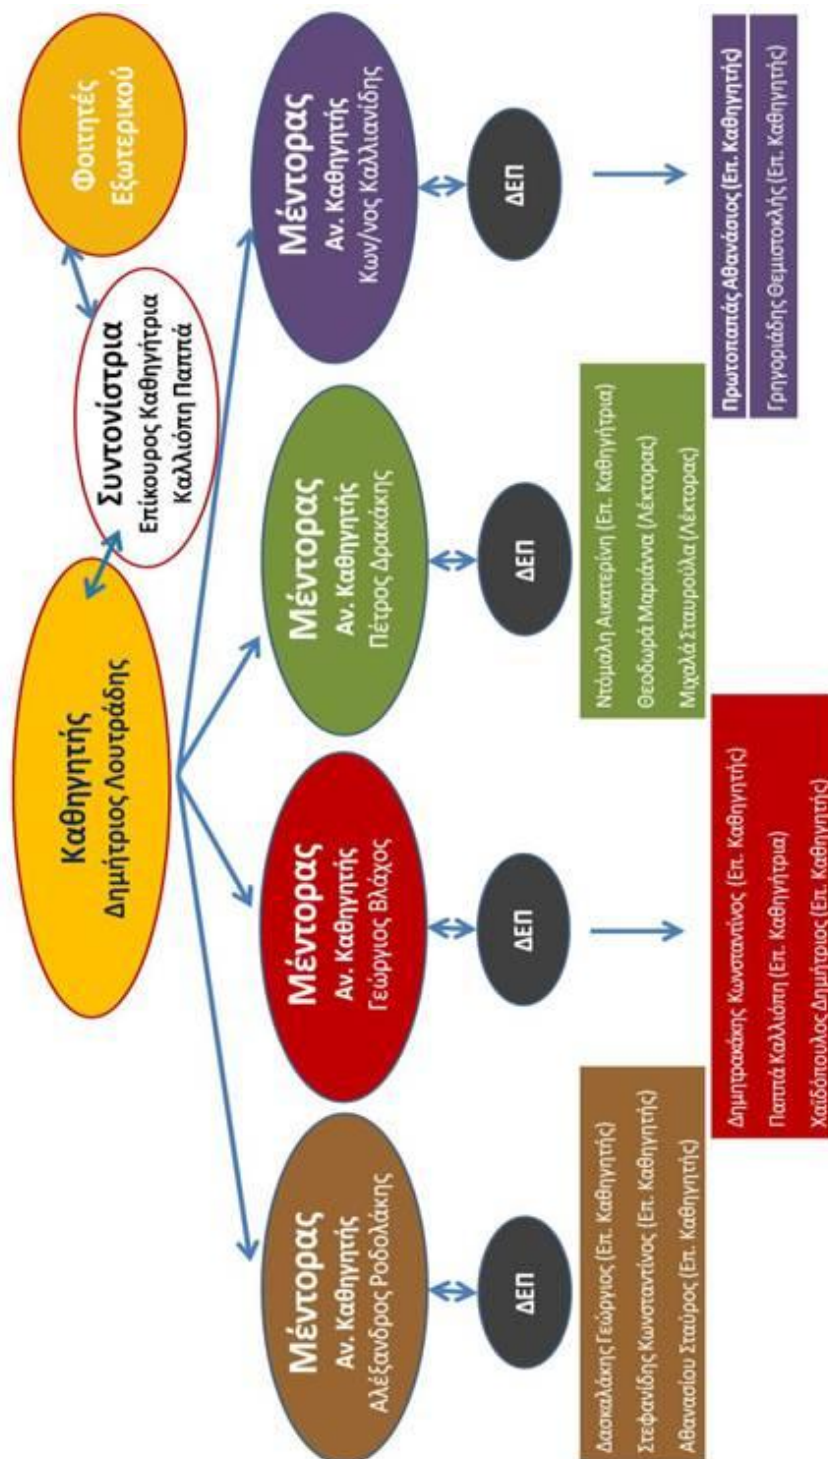 Καθηγητής
Δημήτριος Λουτράδης
Συντονίστρια
Επίκουρος Καθηγήτρια
Καλλιόπη Παππά
Φοιτητές
Εξωτερικού
Μέντορας
Αν. Καθηγητής
Αλέξανδρος Ροδολάκης
Μέντορας
Αν. Καθηγητής
Γεώργιος Βλάχος
Μέντορας
Αν. Καθηγητής
Πέτρος Δρακάκης
Μέντορας
Αν. Καθηγητής
Κων/νος Καλλιανίδης
ΔΕΠ
ΔΕΠ
ΔΕΠ
ΔΕΠ
Δασκαλάκης Γεώργιος (Επ. Καθηγητής)
Στεφανίδης Κωνσταντίνος (Επ. Καθηγητής)
Αθανασίου Σταύρος (Επ. Καθηγητής)
Δημητρακάκης Κωνσταντίνος (Επ. Καθηγητής)
Παππά Καλλιόπη (Επ. Καθηγήτρια)
Χαϊδόπουλος Δημήτριος (Επ. Καθηγητής)
Ντόμαλη Αικατερίνη (Επ. Καθηγήτρια)
Θεοδωρά Μαριάννα (Λέκτορας)
Μιχαλά Σταυρούλα (Λέκτορας)
Πρωτοπαπάς Αθανάσιος (Επ. Καθηγητής)
Γρηγοριάδης Θεμιστοκλής (Επ. Καθηγητής)